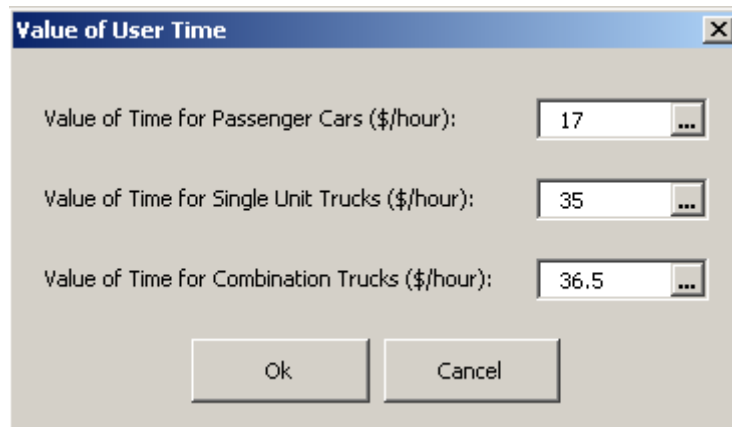 Value of User Time
Value of Time for Passenger Cars ($/hour): 17 ...
Value of Time for Single Unit Trucks ($/hour): 35 ...
Value of Time for Combination Trucks ($/hour): 36.5 ...
Ok Cancel